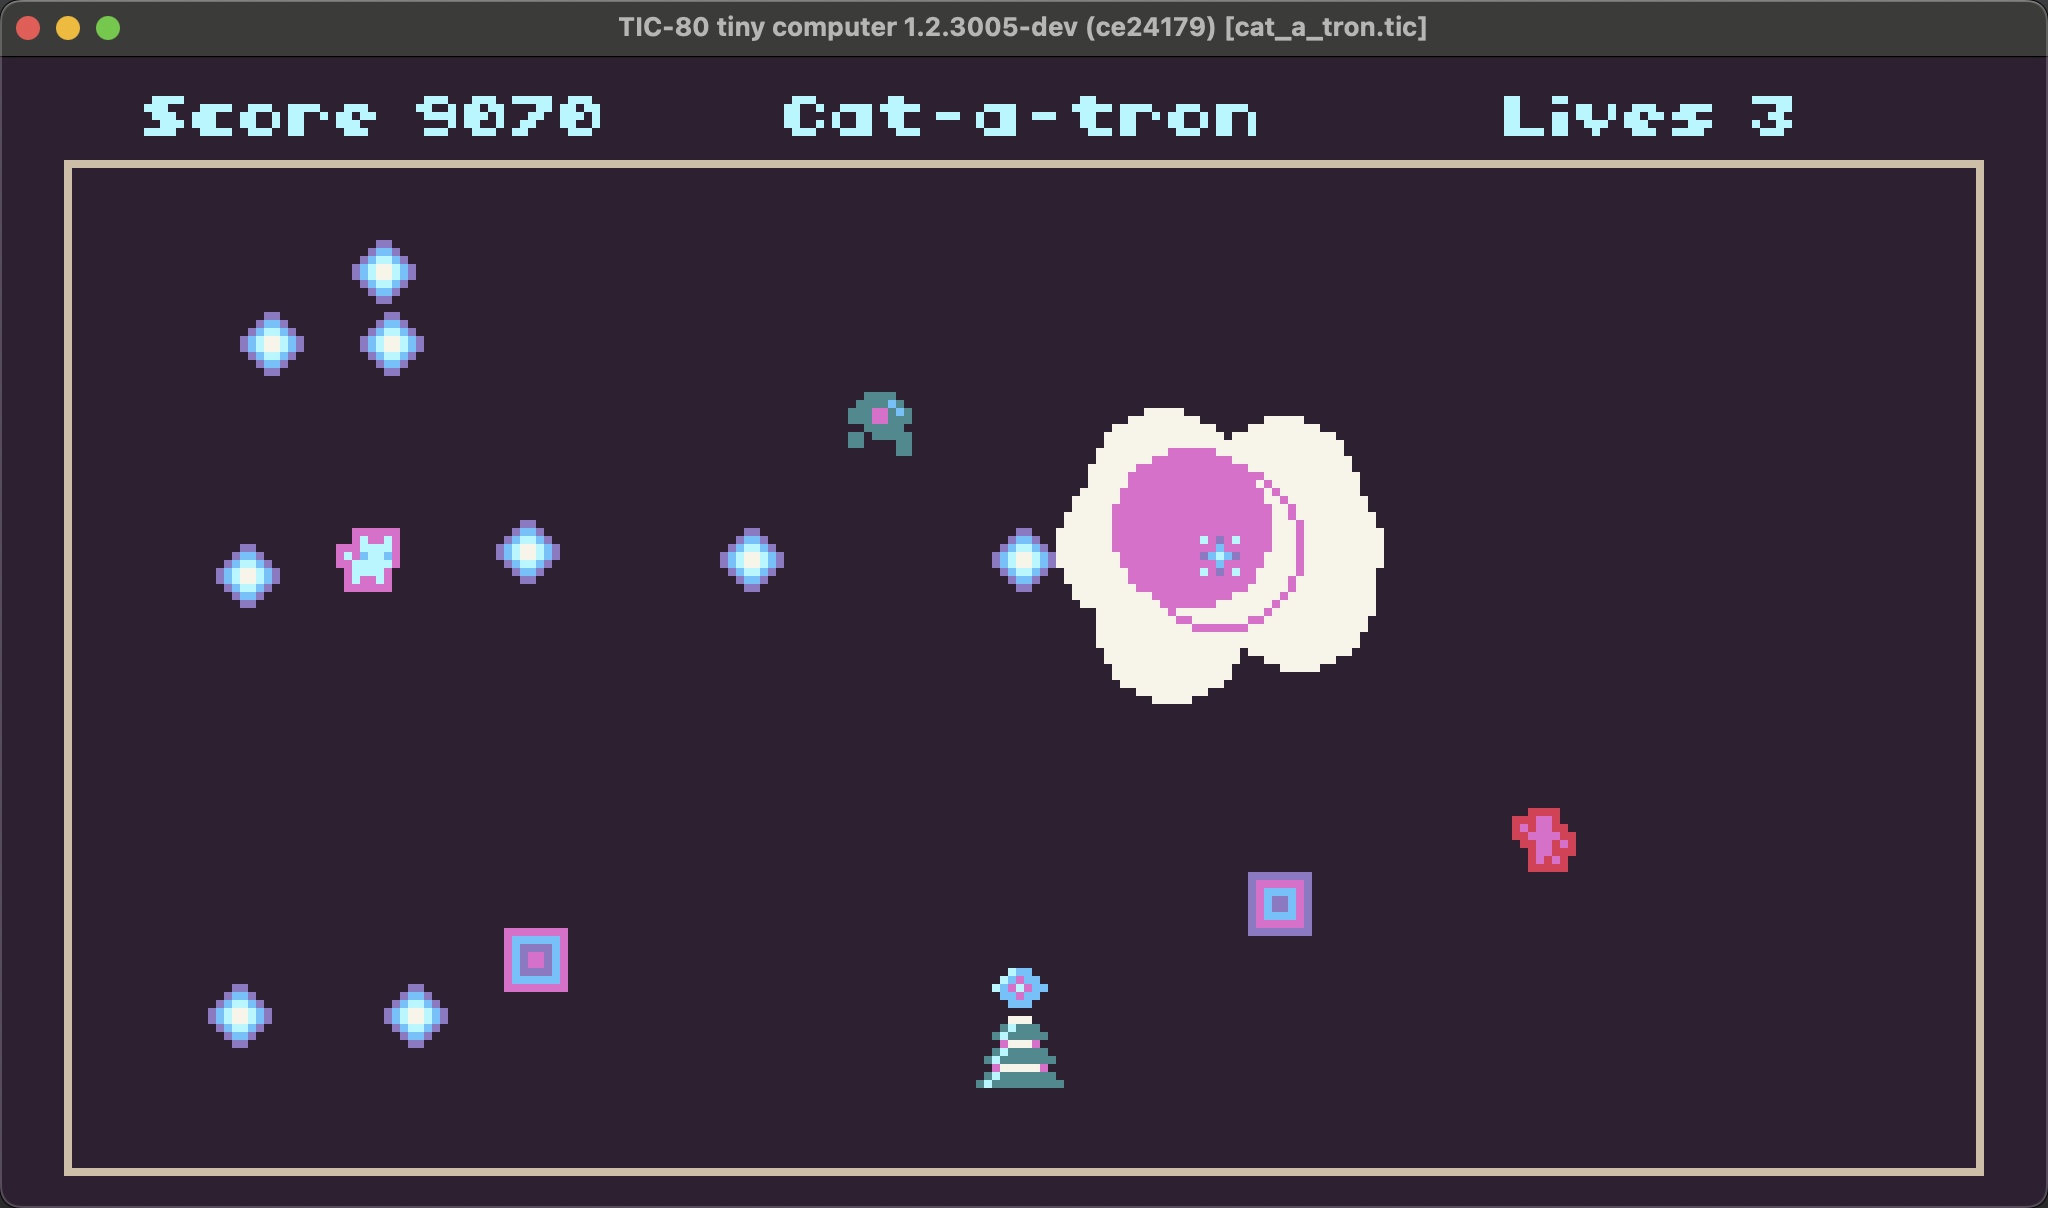 TIC-80 tiny computer 1.2.3005-dev (ce24179) [cat_a_tron.tic]
Score 9070 Cat-a-tron Lives 3